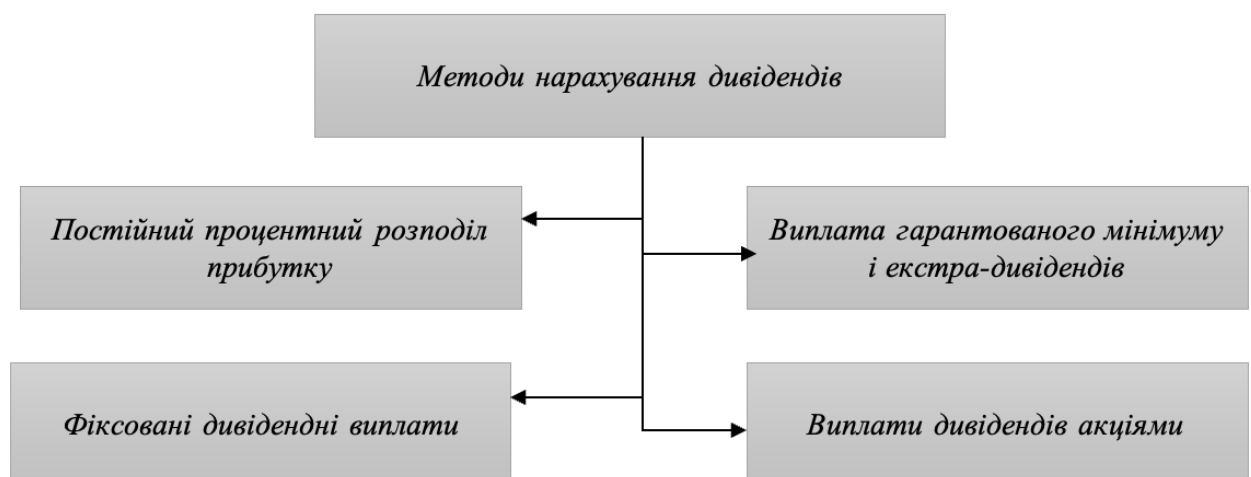 Методи нарахування дивідендів
Постійний процентний розподіл
прибутку
Виплата гарантованого мінімуму
і екстра-дивідендів
Фіксовані дивідендні виплати
Виплати дивідендів акціями